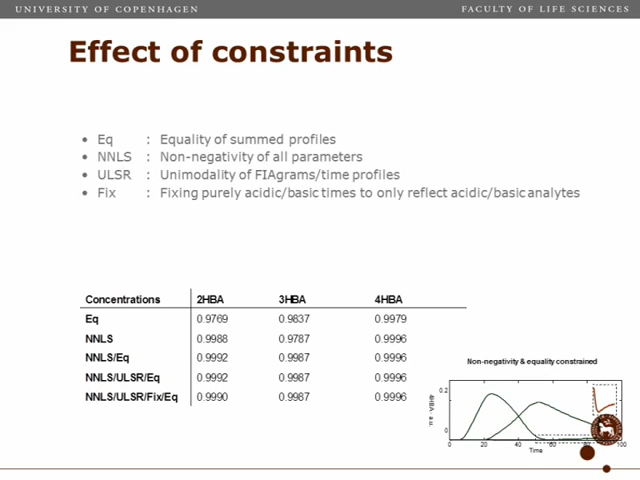 UNIVERSITY OF COPENHAGEN FACULTY OF LIFE SCIENCES
Effect of constraints
• Eq : Equality of summed profiles
• NNLS : Non-negativity of all parameters
• ULSR : Unimodality of FIAgrams/time profiles
• Fix : Fixing purely acidic/basic times to only reflect acidic/basic analytes
Concentrations 2HBA 3HBA 4HBA
Eq 0.9769 0.9837 0.9979
NNLS 0.9988 0.9787 0.9996
NNLS/Eq 0.9992 0.9987 0.9996
NNLS/ULSR/Eq 0.9992 0.9987 0.9996
NNLS/ULSR/Fix/Eq 0.9990 0.9987 0.9996
Non-negativity & equality constrained
0.2
0
0 20 40 60 80 100
Time